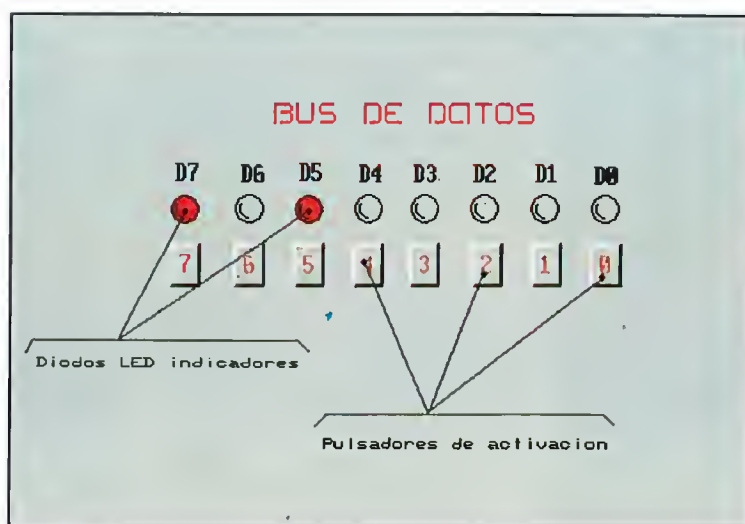 BUS DE DATOS
D7 D6 D5 D4 D3 D2 D1 D0
7 6 5 4 3 2 1 0
Diodos LED indicadores
Pulsadores de activacion